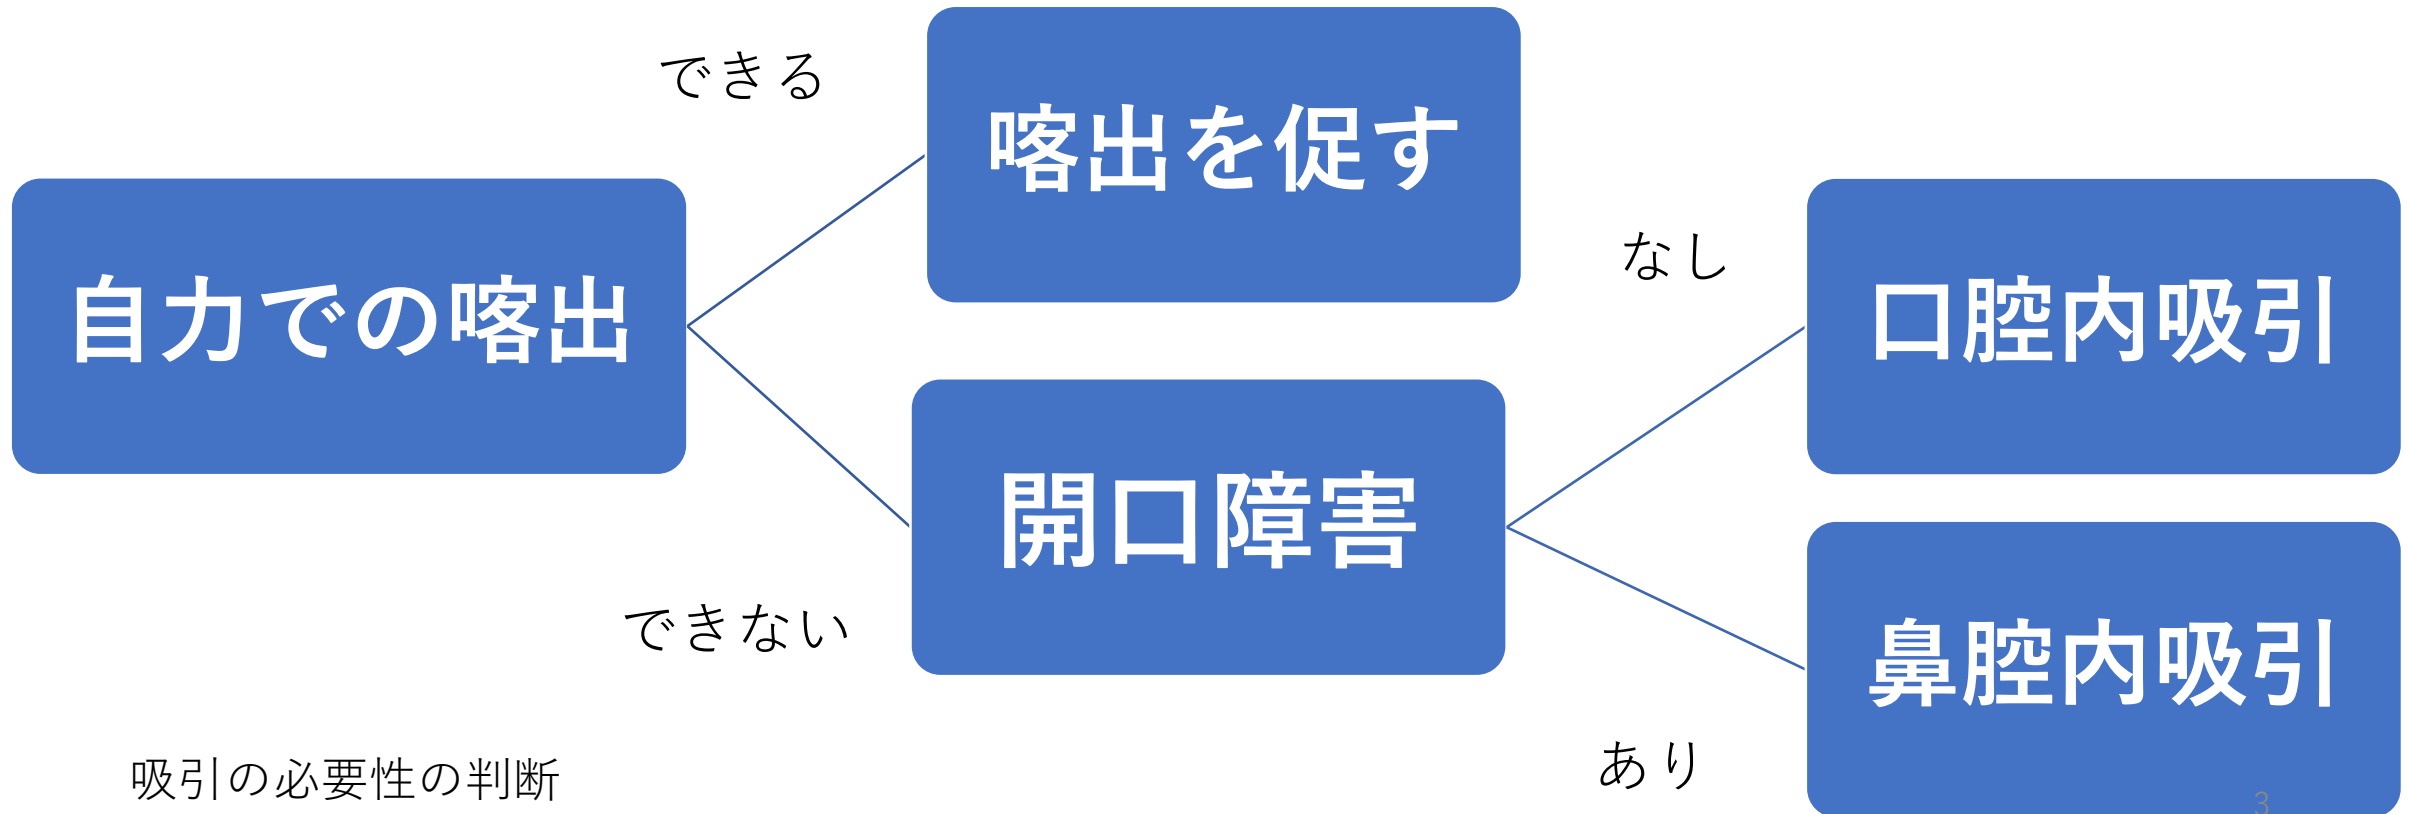 できる
喀出を促す
自力での喀出
なし
口腔内吸引
開口障害
できない
鼻腔内吸引
あり
吸引の必要性の判断
3